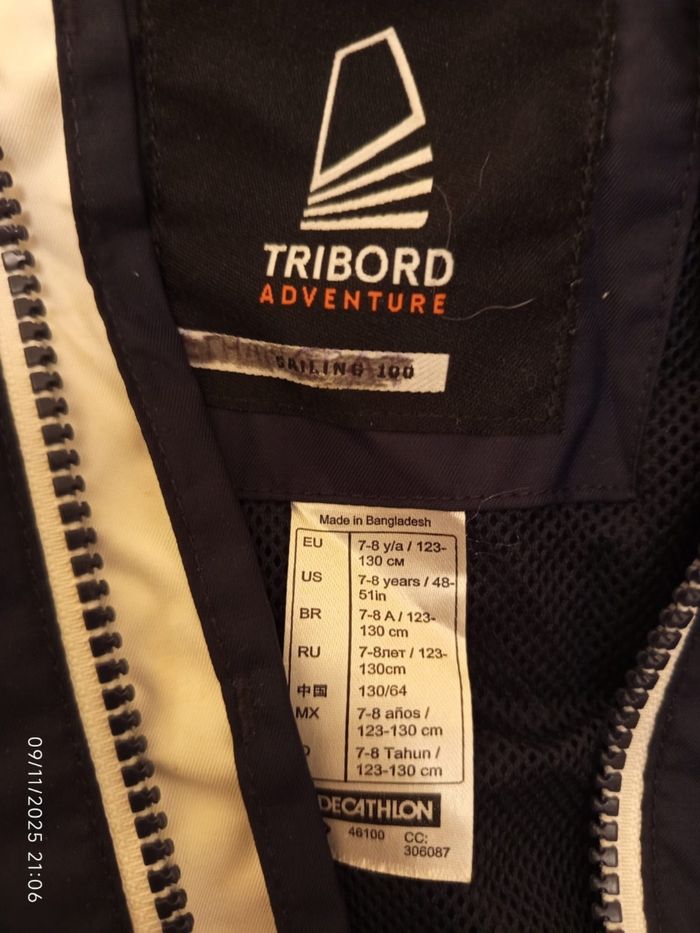 TRIBORD
ADVENTURE
SAILING 100
Made in Bangladesh
EU 7-8 y/a / 123-
130 см
US 7-8 years / 48-
51in
BR 7-8 A / 123-
130 cm
RU 7-8лет / 123-
130cm
中国 130/64
MX 7-8 años /
123-130 cm
7-8 Tahun /
123-130 cm
DECATHLON
46100 CC:
306087
09/11/2025 21:06